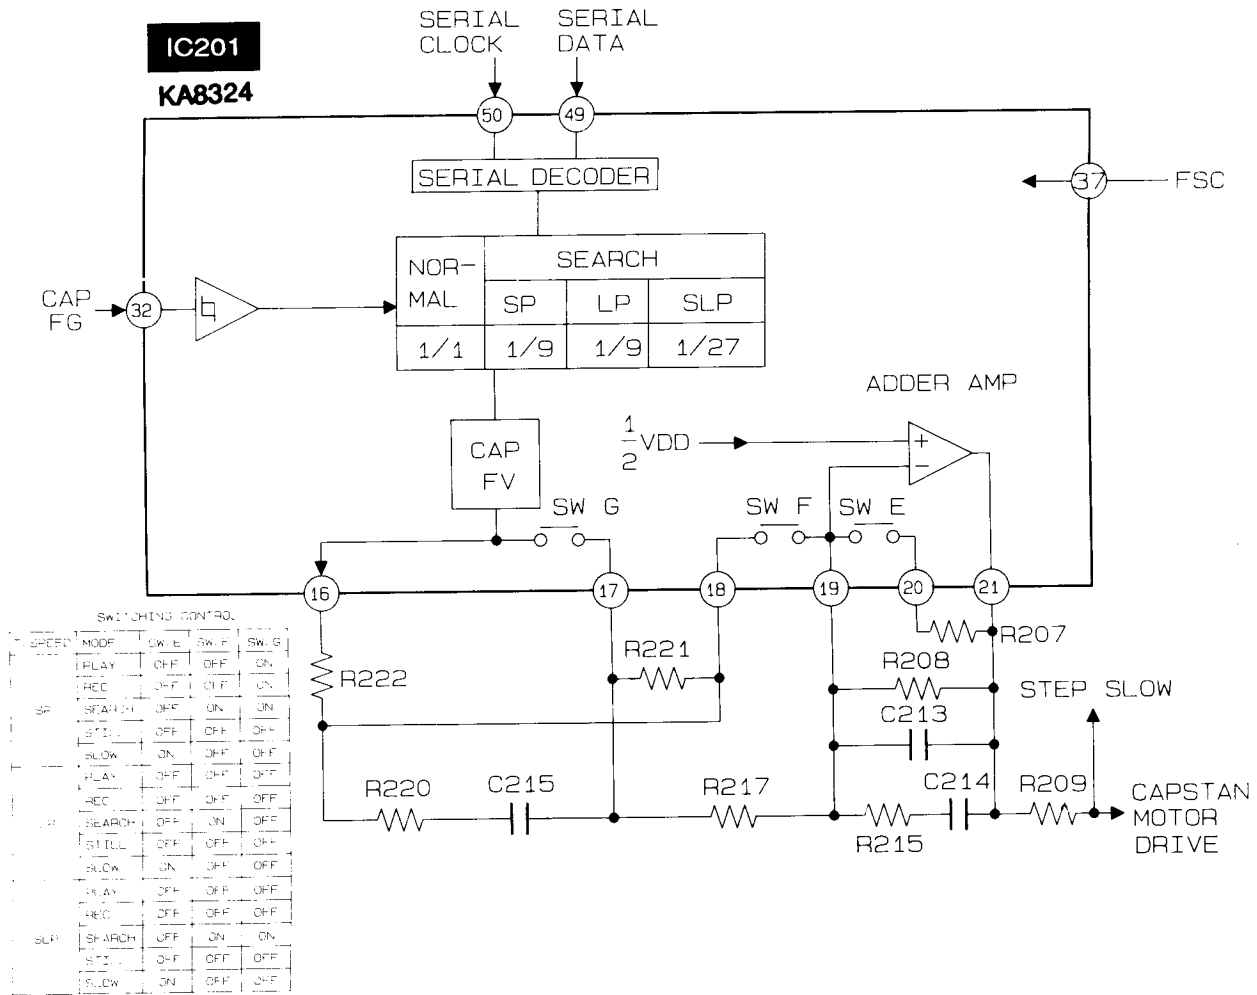 SERIAL CLOCK
SERIAL DATA
IC201
KA8324
50
49
SERIAL DECODER
37
FSC
NOR-MAL
SEARCH
SP
LP
SLP
1/1
1/9
1/9
1/27
CAP FG
32
ADDER AMP
1/2 VDD
+
−
CAP FV
SW G
SW F
SW E
16
17
18
19
20
21
R207
R221
R222
R208
C213
STEP SLOW
R220
C215
R217
C214
R209
R215
CAPSTAN MOTOR DRIVE
SWITCHING CONTROL
SPEED MODE SW.E SW.F SW.G
PLAY OFF OFF ON
REC OFF OFF ON
SP SEARCH OFF ON ON
STILL OFF OFF OFF
SLOW ON OFF OFF
PLAY OFF OFF OFF
REC OFF OFF OFF
SEARCH OFF ON OFF
STILL OFF OFF OFF
SLOW ON OFF OFF
PLAY OFF OFF OFF
REC OFF OFF OFF
SLP SEARCH OFF ON ON
STILL OFF OFF OFF
SLOW ON OFF OFF